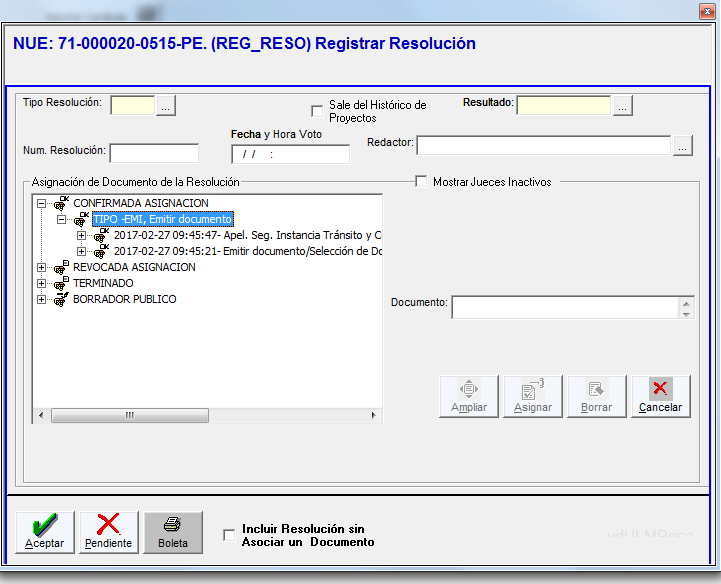 NUE: 71-000020-0515-PE. (REG_RESO) Registrar Resolución
Tipo Resolución:
...
Sale del Histórico de
Proyectos
Resultado:
...
Num. Resolución:
Fecha y Hora Voto
/ / :
Redactor:
...
Asignación de Documento de la Resolución
Mostrar Jueces Inactivos
CONFIRMADA ASIGNACION
TIPO -EMI, Emitir documento
2017-02-27 09:45:47- Apel. Seg. Instancia Tránsito y C
2017-02-27 09:45:21- Emitir documento/Selección de Do
REVOCADA ASIGNACION
TERMINADO
BORRADOR PUBLICO
Documento:
Ampliar
Asignar
Borrar
Cancelar
Aceptar
Pendiente
Boleta
Incluir Resolución sin
Asociar un Documento